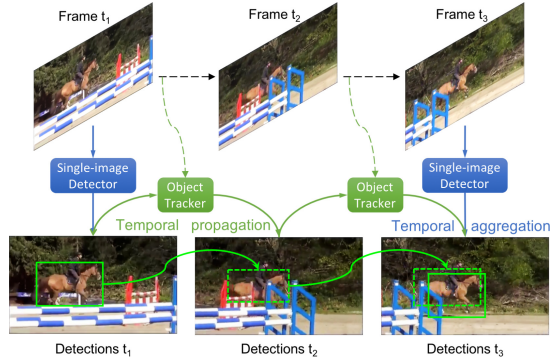 Frame t₁
Frame t₂
Frame t₃
Single-image
Detector
Object
Tracker
Object
Tracker
Single-image
Detector
Temporal propagation
Temporal aggregation
Detections t₁
Detections t₂
Detections t₃